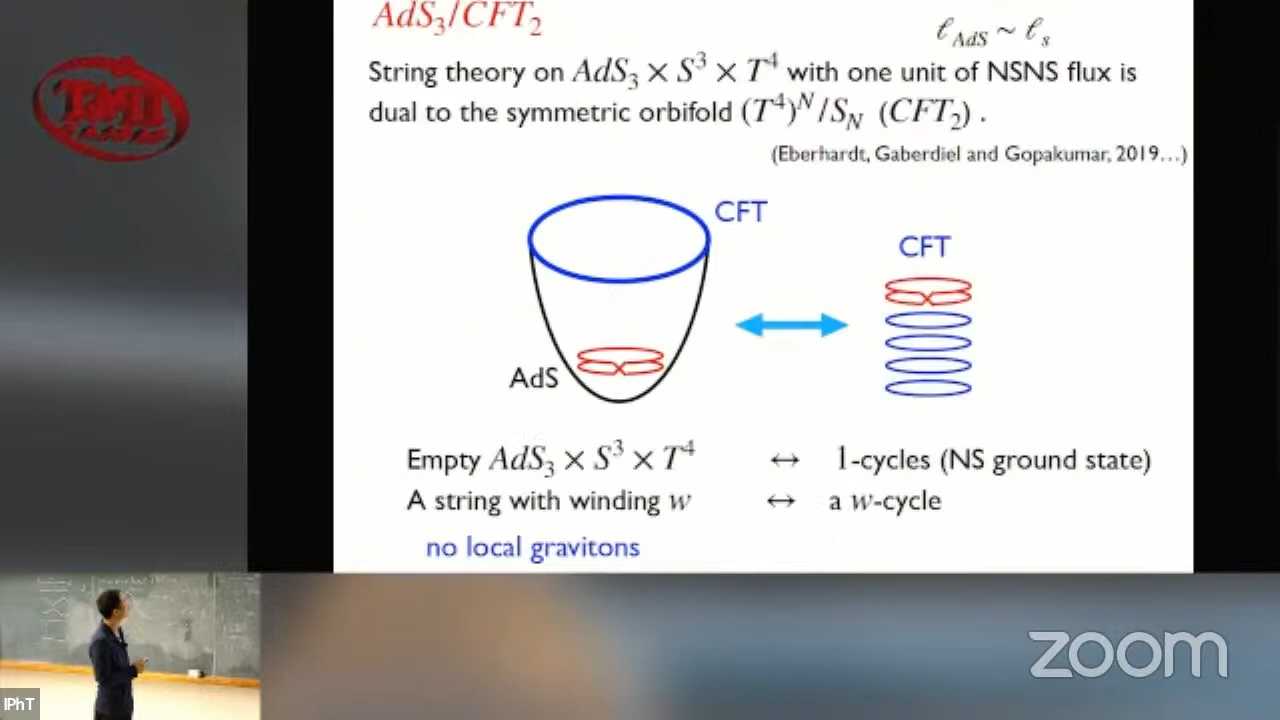 AdS₃/CFT₂
ℓ_AdS ~ ℓ_s
String theory on AdS₃ × S³ × T⁴ with one unit of NSNS flux is
dual to the symmetric orbifold (T⁴)ᴺ/S_N (CFT₂) .
(Eberhardt, Gaberdiel and Gopakumar, 2019…)
CFT
CFT
AdS
Empty AdS₃ × S³ × T⁴ ↔ 1-cycles (NS ground state)
A string with winding w ↔ a w-cycle
no local gravitons
IPhT
zoom